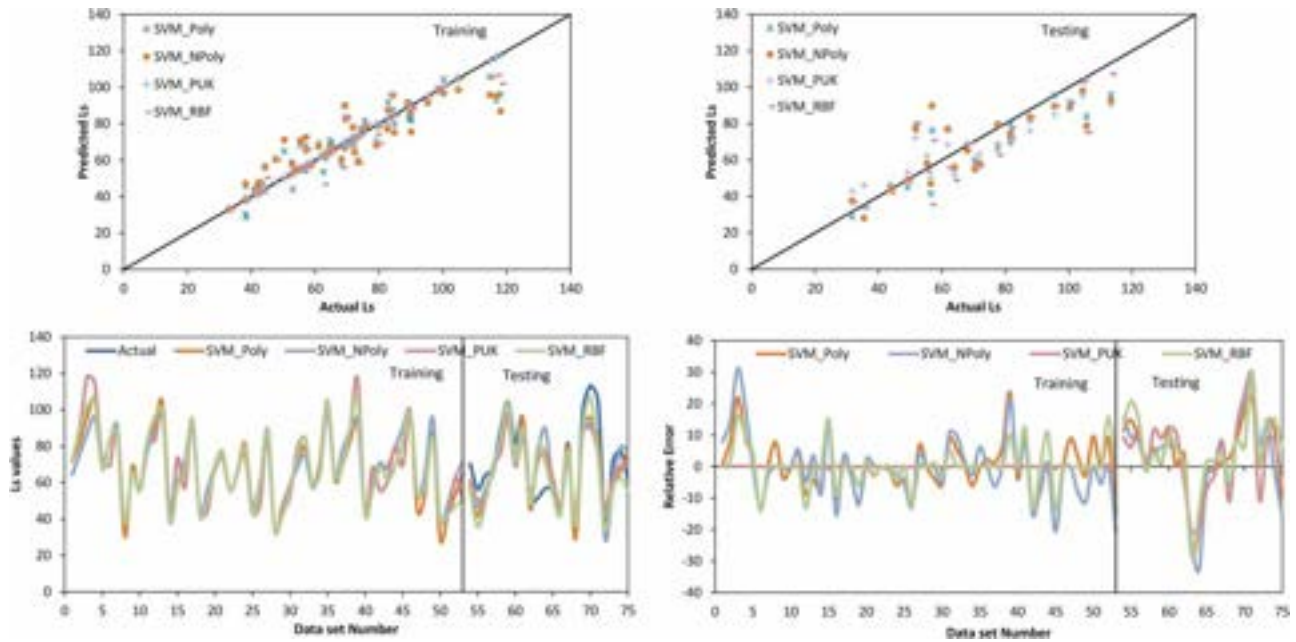 140
120
100
80
60
40
20
0
Predicted Ls
SVM_Poly
SVM_NPoly
SVM_PUK
SVM_RBF
Training
0 20 40 60 80 100 120 140
Actual Ls
140
120
100
80
60
40
20
0
Predicted Ls
SVM_Poly
SVM_NPoly
SVM_PUK
SVM_RBF
Testing
0 20 40 60 80 100 120 140
Actual Ls
140
120
100
80
60
40
20
0
Ls values
Actual SVM_Poly SVM_NPoly SVM_PUK SVM_RBF
Training Testing
0 5 10 15 20 25 30 35 40 45 50 55 60 65 70 75
Data set Number
40
30
20
10
0
-10
-20
-30
-40
Relative Error
SVM_Poly SVM_NPoly SVM_PUK SVM_RBF
Training Testing
0 5 10 15 20 25 30 35 40 45 50 55 60 65 70 75
Data set Number